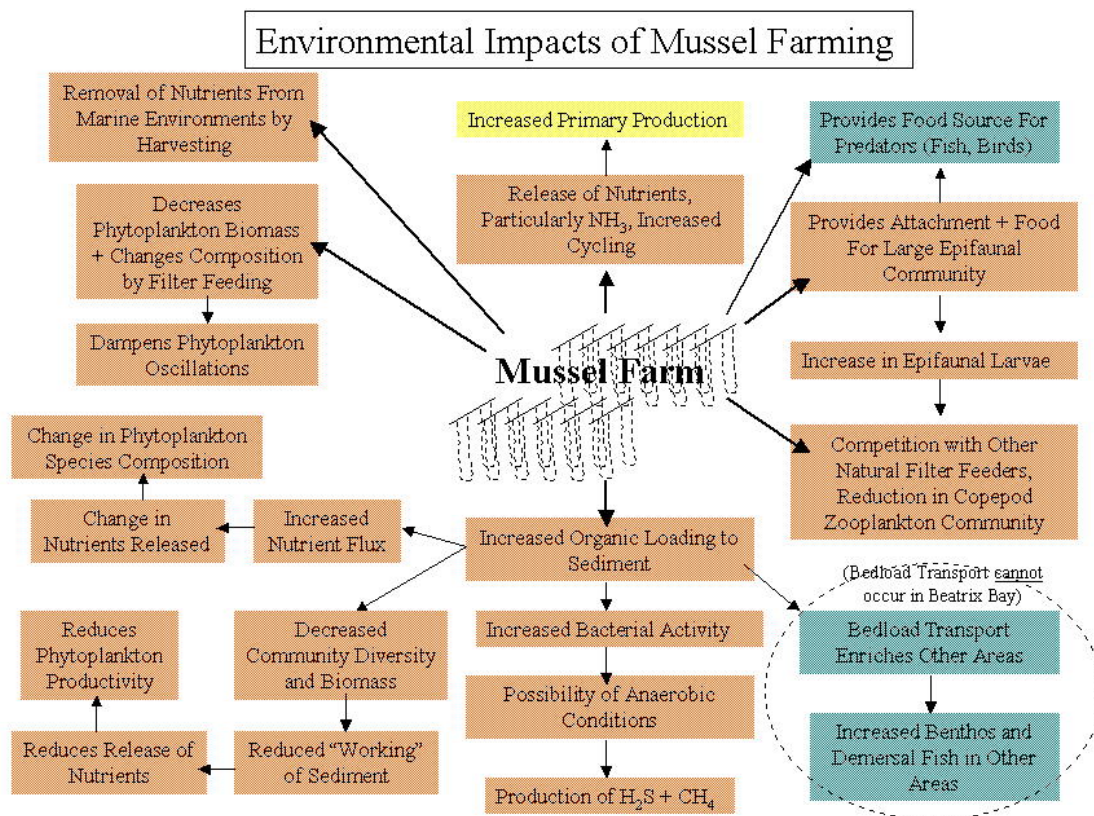 Environmental Impacts of Mussel Farming
Removal of Nutrients From
Marine Environments by
Harvesting
Increased Primary Production
Provides Food Source For
Predators (Fish, Birds)
Decreases
Phytoplankton Biomass
+ Changes Composition
by Filter Feeding
Release of Nutrients,
Particularly NH₃, Increased
Cycling
Provides Attachment + Food
For Large Epifaunal
Community
Dampens Phytoplankton
Oscillations
Mussel Farm
Increase in Epifaunal Larvae
Change in Phytoplankton
Species Composition
Competition with Other
Natural Filter Feeders,
Reduction in Copepod
Zooplankton Community
Change in
Nutrients Released
Increased
Nutrient Flux
Increased Organic Loading to
Sediment
(Bedload Transport cannot
occur in Beatrix Bay)
Reduces
Phytoplankton
Productivity
Decreased
Community Diversity
and Biomass
Increased Bacterial Activity
Bedload Transport
Enriches Other Areas
Possibility of Anaerobic
Conditions
Reduces Release of
Nutrients
Reduced “Working”
of Sediment
Increased Benthos and
Demersal Fish in Other
Areas
Production of H₂S + CH₄